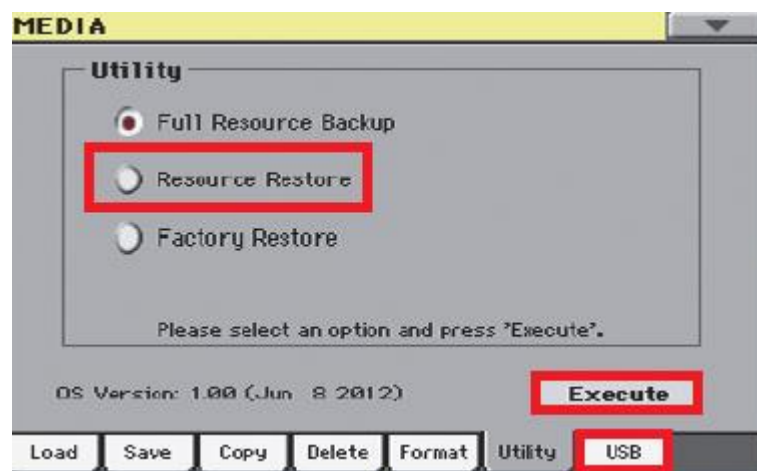 MEDIA
Utility
Full Resource Backup
Resource Restore
Factory Restore
Please select an option and press 'Execute'.
OS Version: 1.00 (Jun 8 2012)
Execute
Load Save Copy Delete Format Utility USB